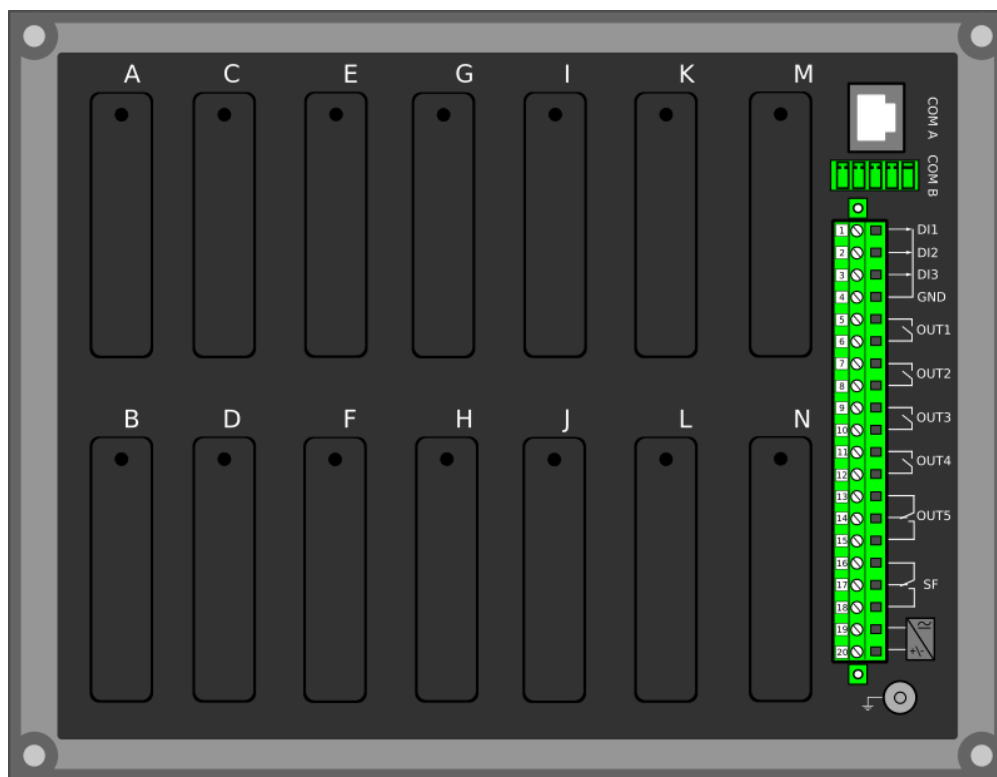 A C E G I K M
COM A
COM B
1 DI1
2 DI2
3 DI3
4 GND
5
OUT1
6
7
OUT2
8
9
OUT3
10
11
OUT4
12
13
14 OUT5
15
16
17 SF
18
19
20 +\-
B D F H J L N